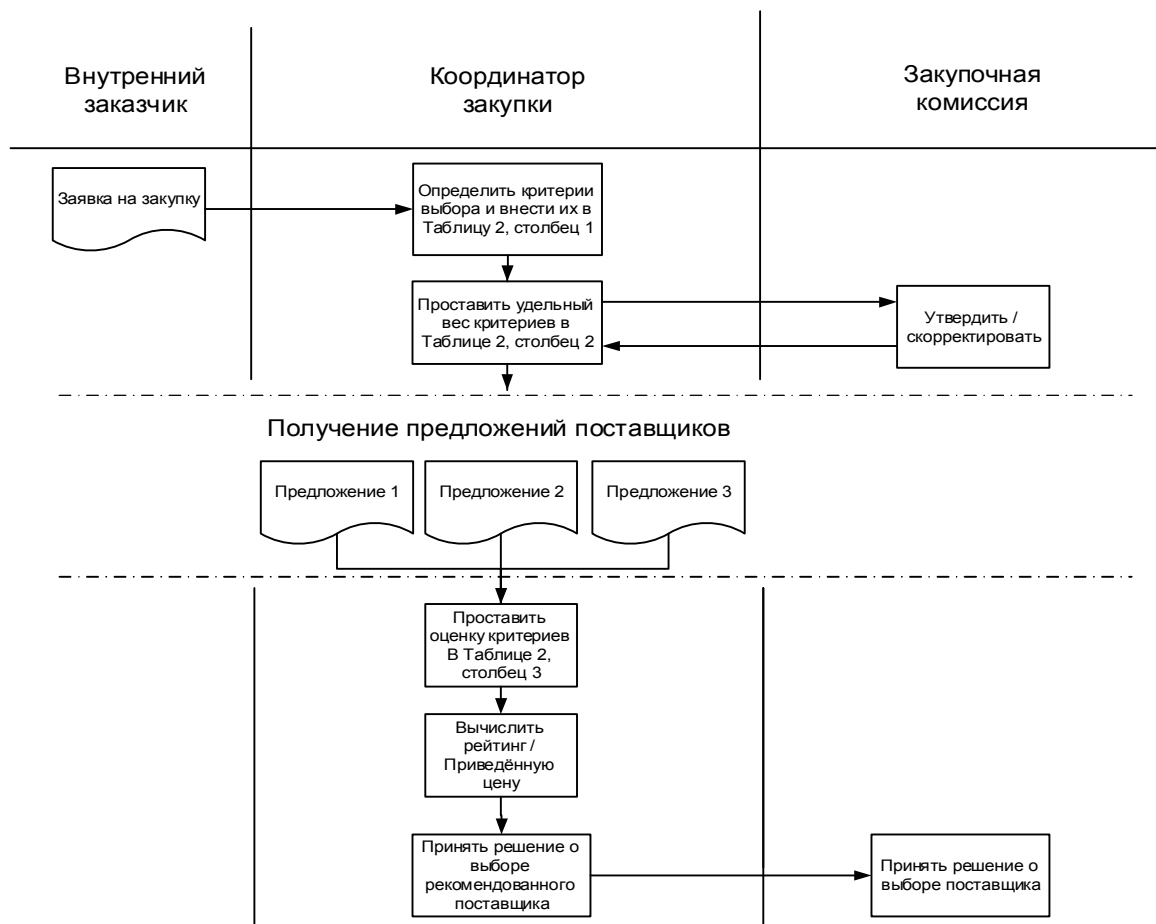 Внутренний
заказчик
Координатор
закупки
Закупочная
комиссия
Заявка на закупку
Определить критерии
выбора и внести их в
Таблицу 2, столбец 1
Проставить удельный
вес критериев в
Таблице 2, столбец 2
Утвердить /
скорректировать
Получение предложений поставщиков
Предложение 1
Предложение 2
Предложение 3
Проставить
оценку критериев
В Таблице 2,
столбец 3
Вычислить
рейтинг /
Приведённую
цену
Принять решение о
выборе
рекомендованного
поставщика
Принять решение о
выборе поставщика